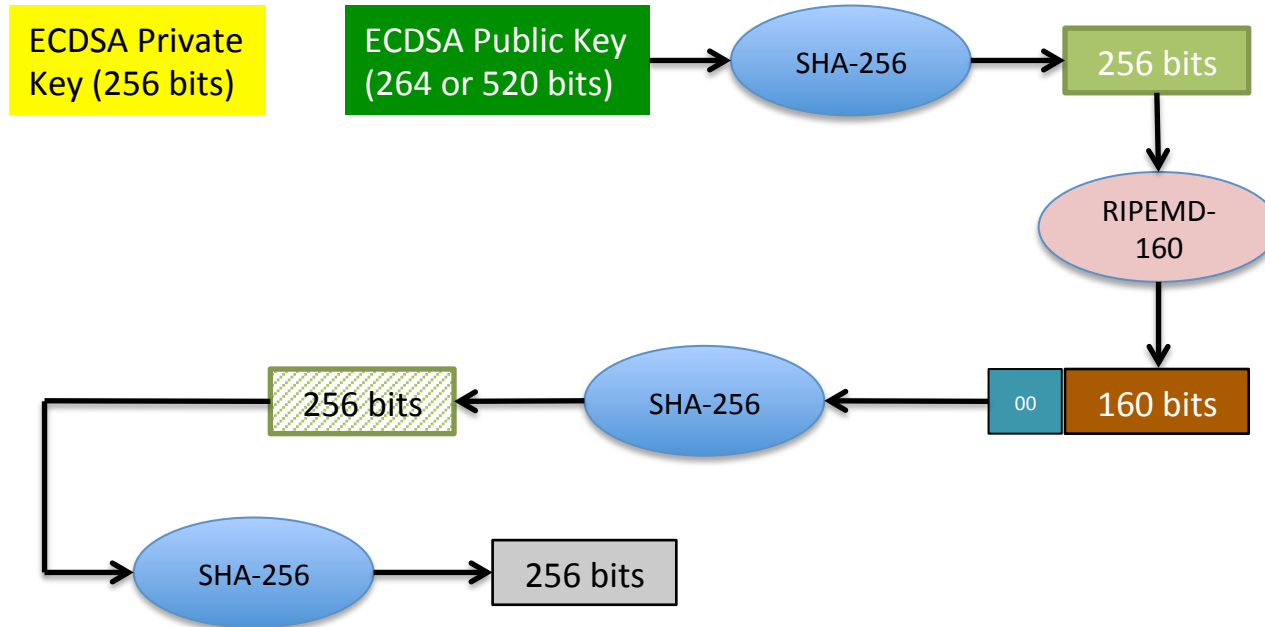 ECDSA Private
Key (256 bits)
ECDSA Public Key
(264 or 520 bits)
SHA-256
256 bits
RIPEMD-
160
256 bits
SHA-256
00
160 bits
SHA-256
256 bits